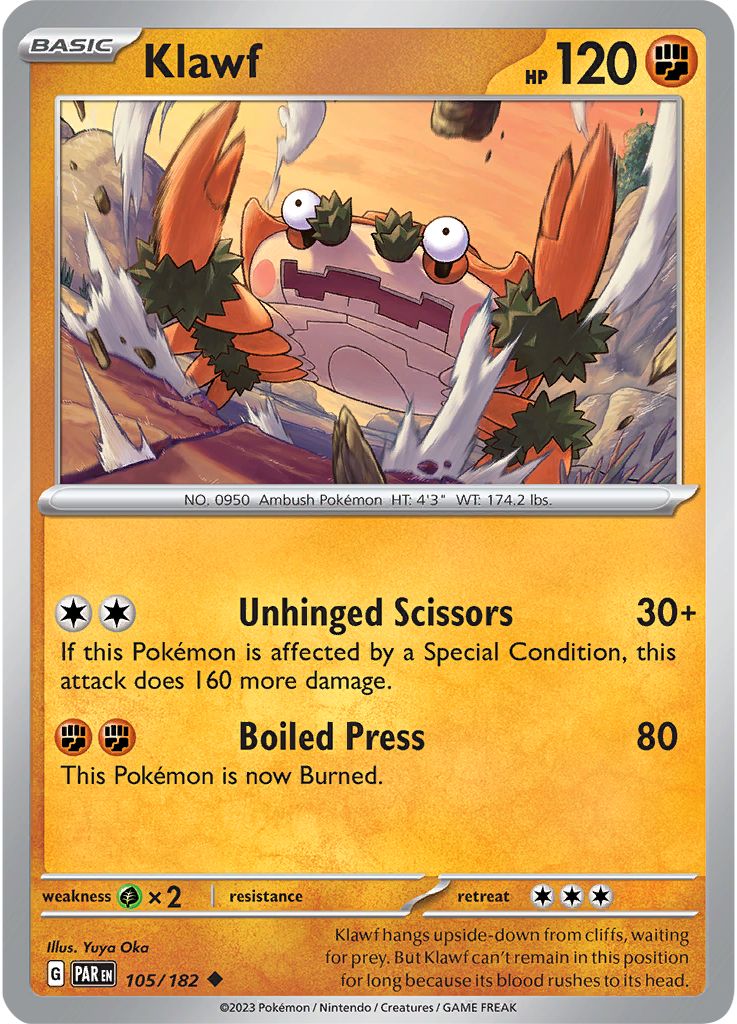 BASIC
Klawf
HP 120
NO. 0950 Ambush Pokémon HT: 4'3" WT: 174.2 lbs.
Unhinged Scissors 30+
If this Pokémon is affected by a Special Condition, this
attack does 160 more damage.
Boiled Press 80
This Pokémon is now Burned.
weakness ×2 resistance retreat
Illus. Yuya Oka
G PAR EN 105/182
Klawf hangs upside-down from cliffs, waiting
for prey. But Klawf can't remain in this position
for long because its blood rushes to its head.
©2023 Pokémon / Nintendo / Creatures / GAME FREAK